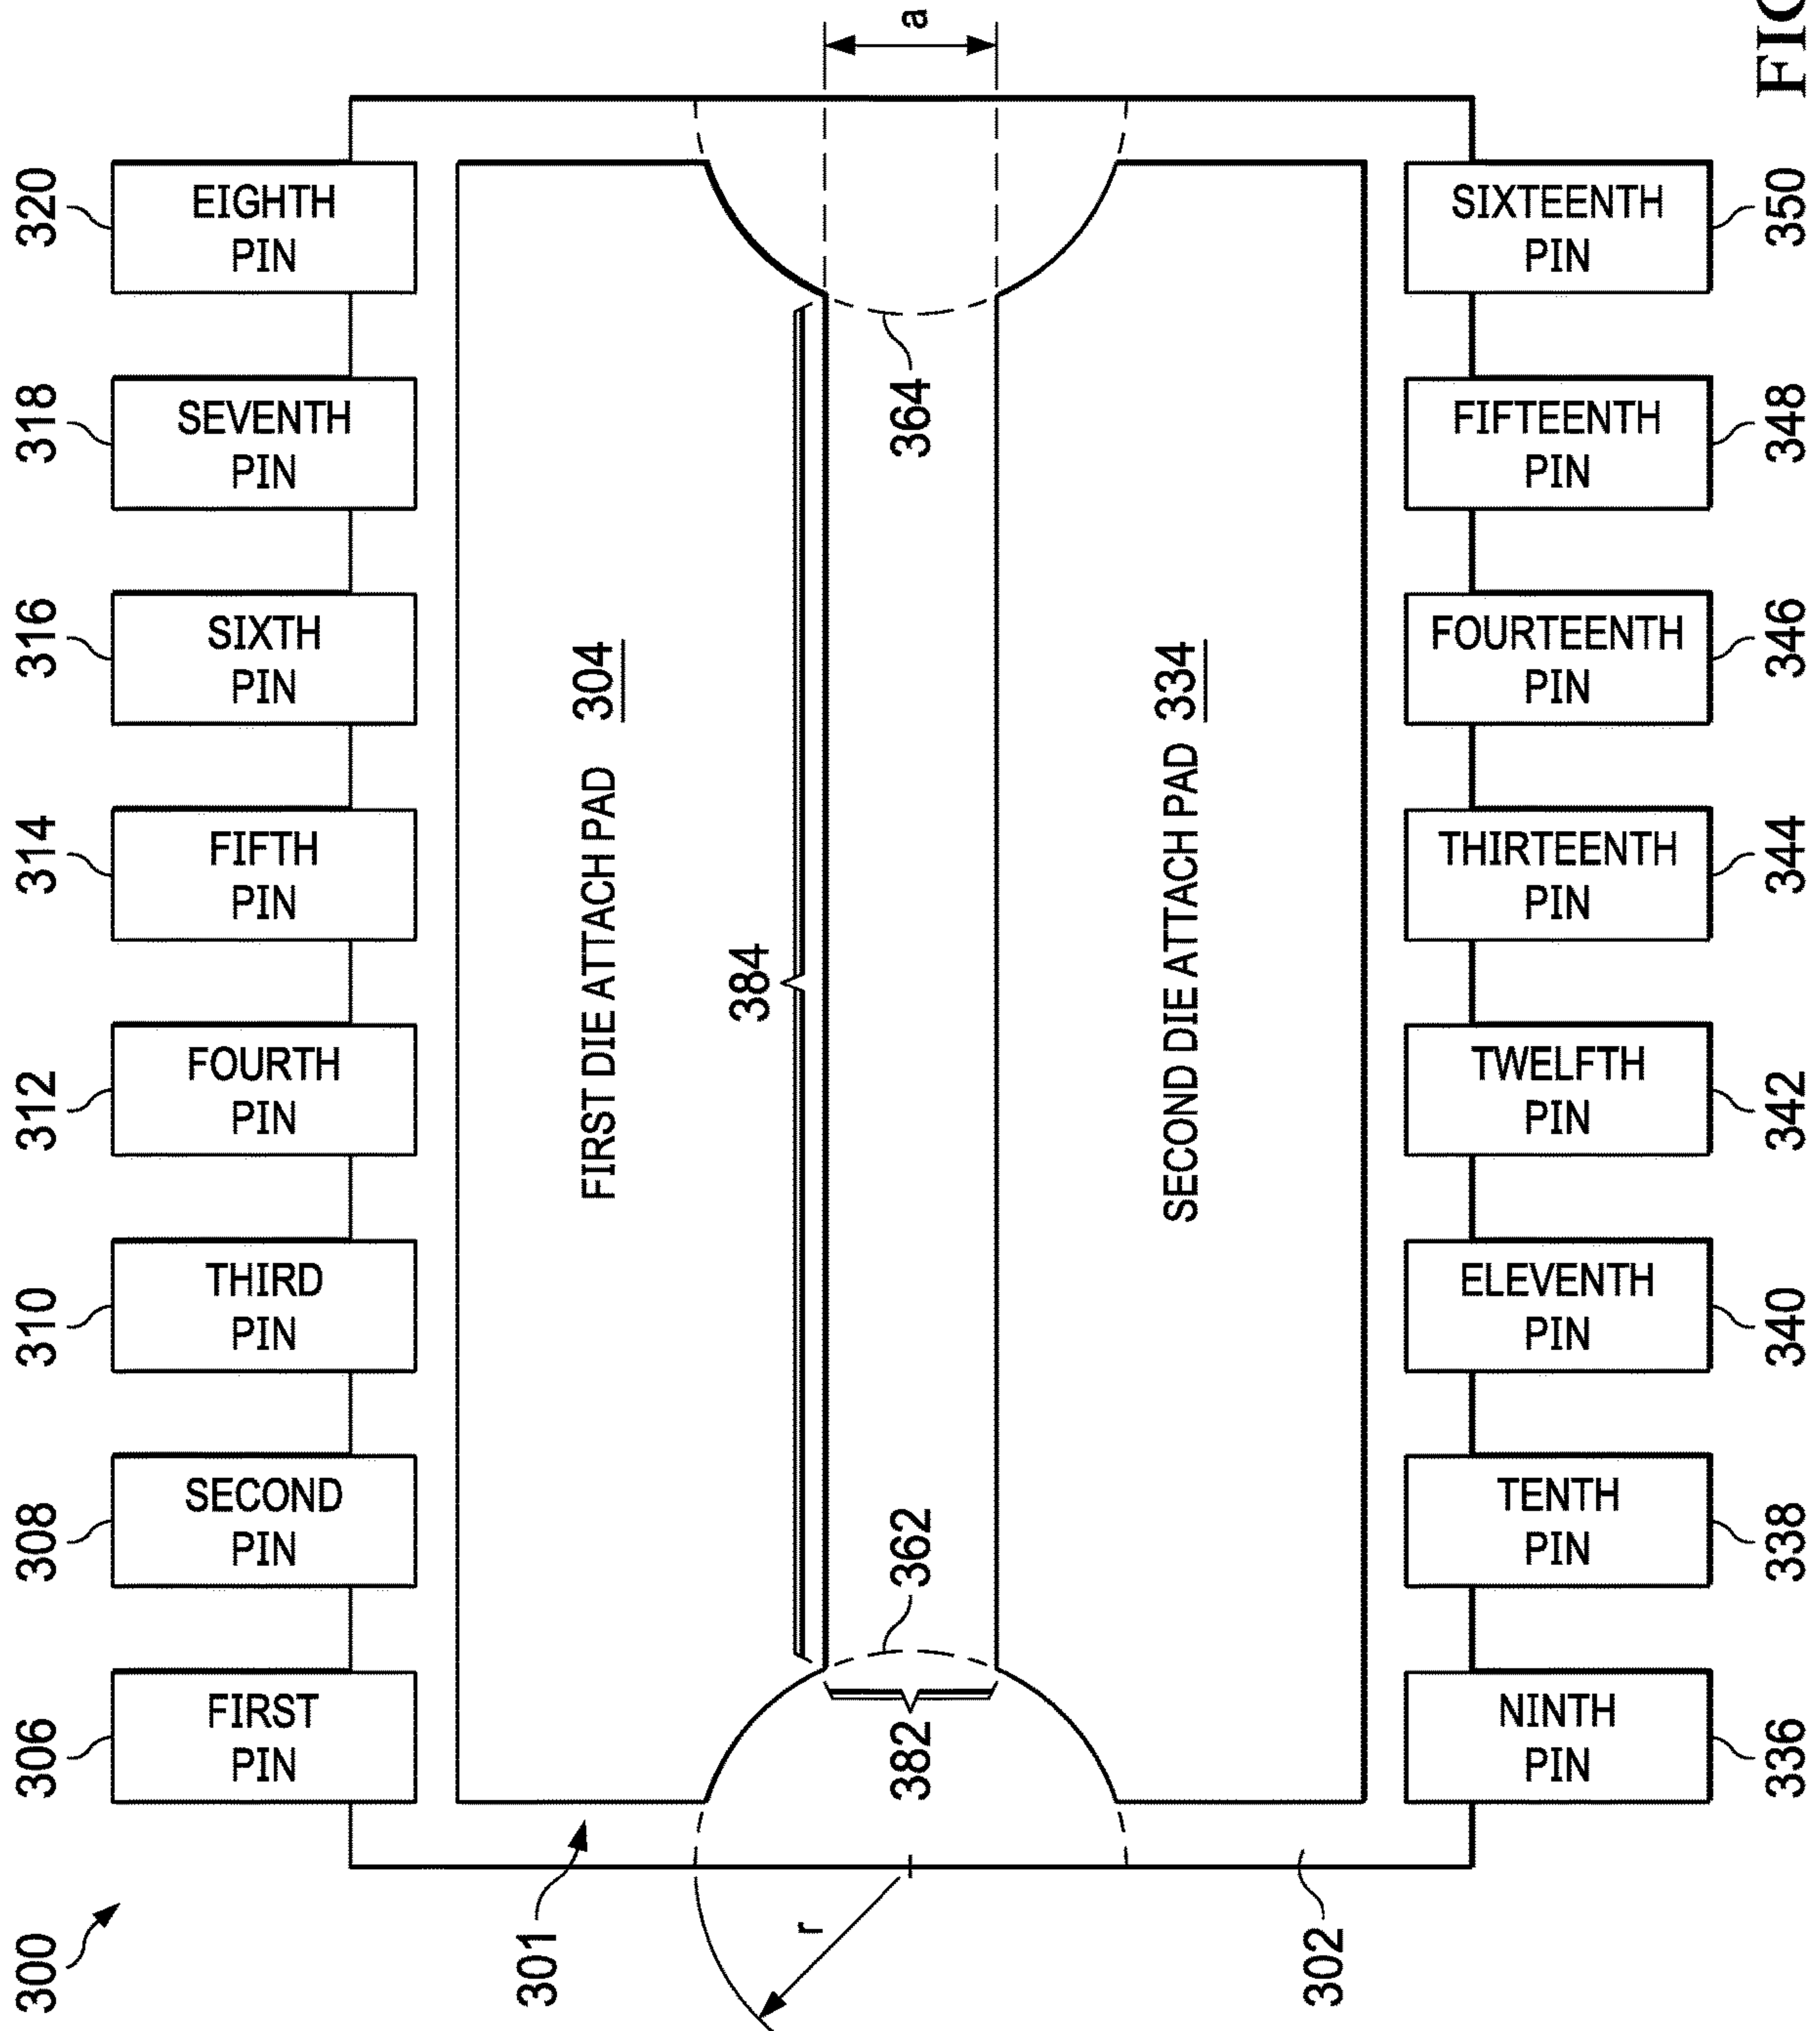 300
306
308
310
312
314
316
318
320
FIRST
PIN
SECOND
PIN
THIRD
PIN
FOURTH
PIN
FIFTH
PIN
SIXTH
PIN
SEVENTH
PIN
EIGHTH
PIN
301
FIRST DIE ATTACH PAD 304
384
r
382
362
364
a
SECOND DIE ATTACH PAD 334
302
NINTH
PIN
TENTH
PIN
ELEVENTH
PIN
TWELFTH
PIN
THIRTEENTH
PIN
FOURTEENTH
PIN
FIFTEENTH
PIN
SIXTEENTH
PIN
336
338
340
342
344
346
348
350